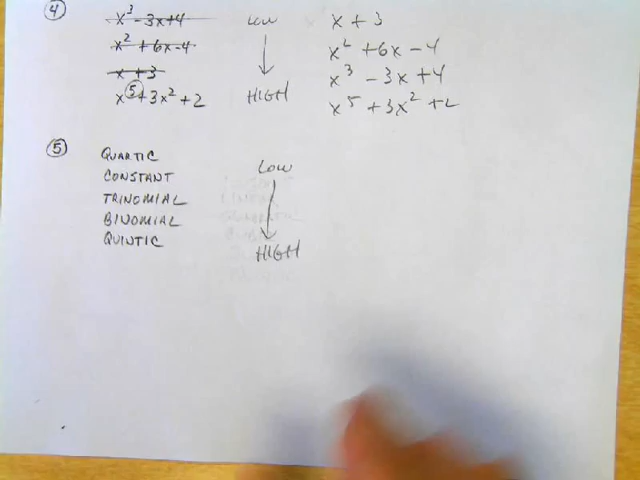 ④ x³ - 3x + 4 LOW x + 3
x² + 6x - 4 x² + 6x - 4
x + 3 x³ - 3x + 4
x⁵ + 3x² + 2 HIGH x⁵ + 3x² + 2
⑤ QUARTIC
CONSTANT LOW
TRINOMIAL
BINOMIAL
QUINTIC HIGH